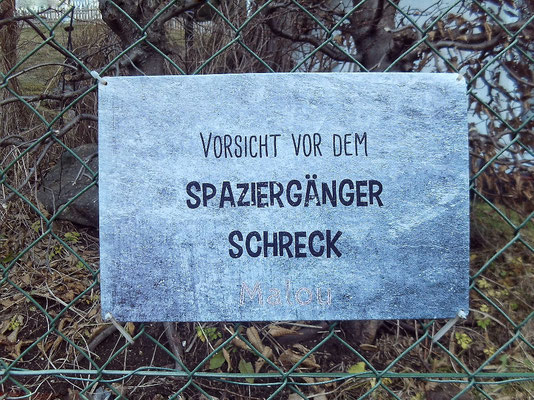 VORSICHT VOR DEM
SPAZIERGÄNGER
SCHRECK
Malou